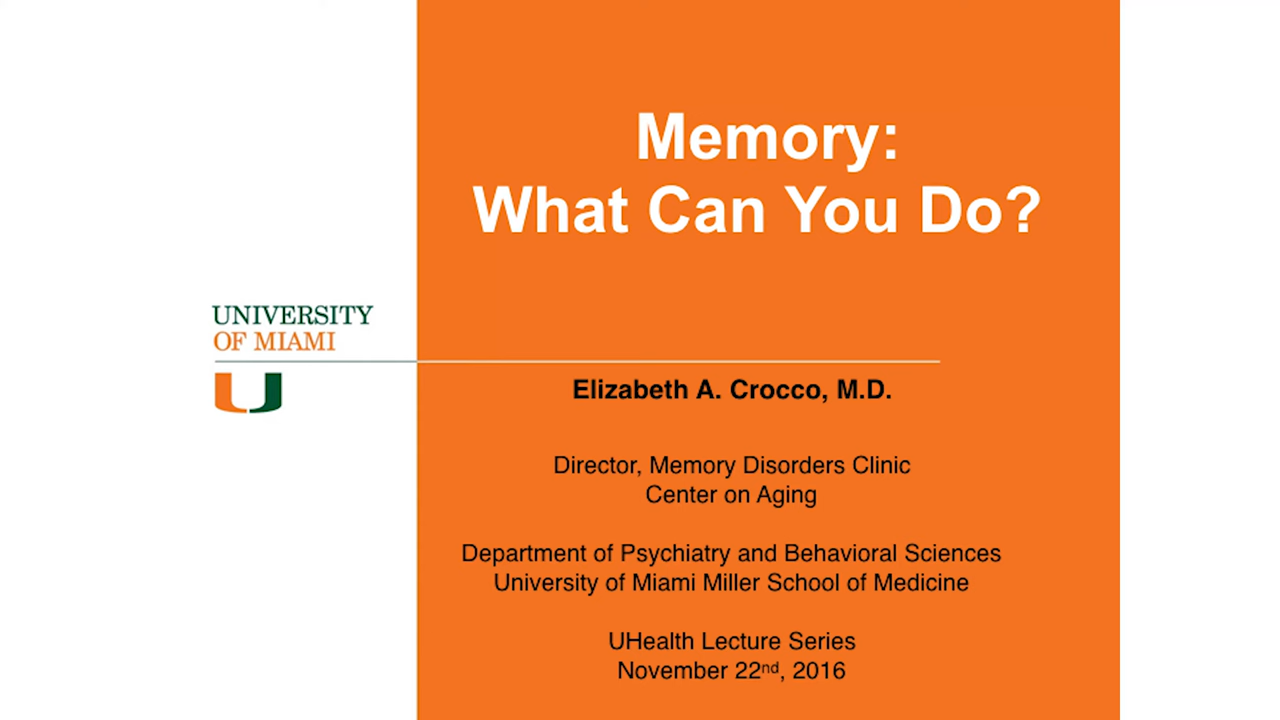 Memory:
What Can You Do?
UNIVERSITY
OF MIAMI
Elizabeth A. Crocco, M.D.
Director, Memory Disorders Clinic
Center on Aging
Department of Psychiatry and Behavioral Sciences
University of Miami Miller School of Medicine
UHealth Lecture Series
November 22nd, 2016